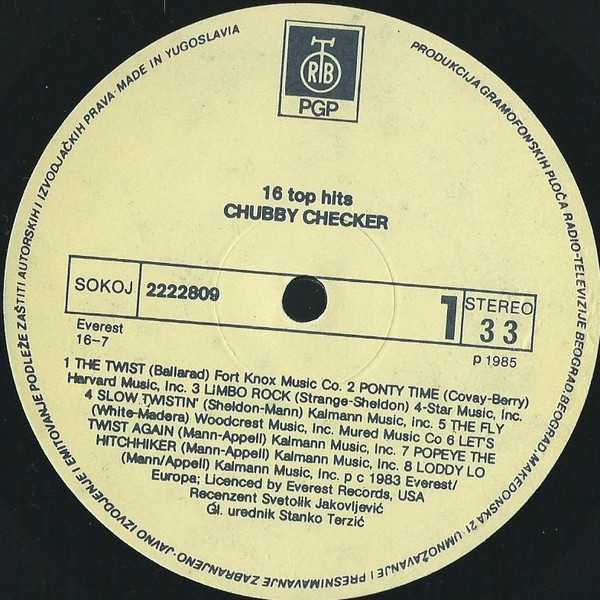 PRODUKCIJA GRAMOFONSKIH PLOČA RADIO-TELEVIZIJE BEOGRAD, BEOGRAD, MAKEDONSKA 21 · UMNOŽAVANJE I PRESNIMAVANJE ZABRANJENO · JAVNO IZVODJENJE I EMITOVANJE PODLEŽE ZAŠTITI AUTORSKIH I IZVODJAČKIH PRAVA · MADE IN YUGOSLAVIA
RTB
PGP
16 top hits
CHUBBY CHECKER
SOKOJ 2222809 1 STEREO 33
Everest
16-7
p 1985
1 THE TWIST (Ballarad) Fort Knox Music Co. 2 PONTY TIME (Covay-Berry)
Harvard Music, Inc. 3 LIMBO ROCK (Strange-Sheldon) 4-Star Music, Inc.
4 SLOW TWISTIN' (Sheldon-Mann) Kalmann Music, Inc. 5 THE FLY
(White-Madera) Woodcrest Music, Inc. Mured Music Co 6 LET'S
TWIST AGAIN (Mann-Appell) Kalmann Music, Inc. 7 POPEYE THE
HITCHHIKER (Mann-Appell) Kalmann Music, Inc. 8 LODDY LO
(Mann/Appell) Kalmann Music, Inc. p c 1983 Everest/
Europa; Licenced by Everest Records, USA
Recenzent Svetolik Jakovljević
Gl. urednik Stanko Terzić